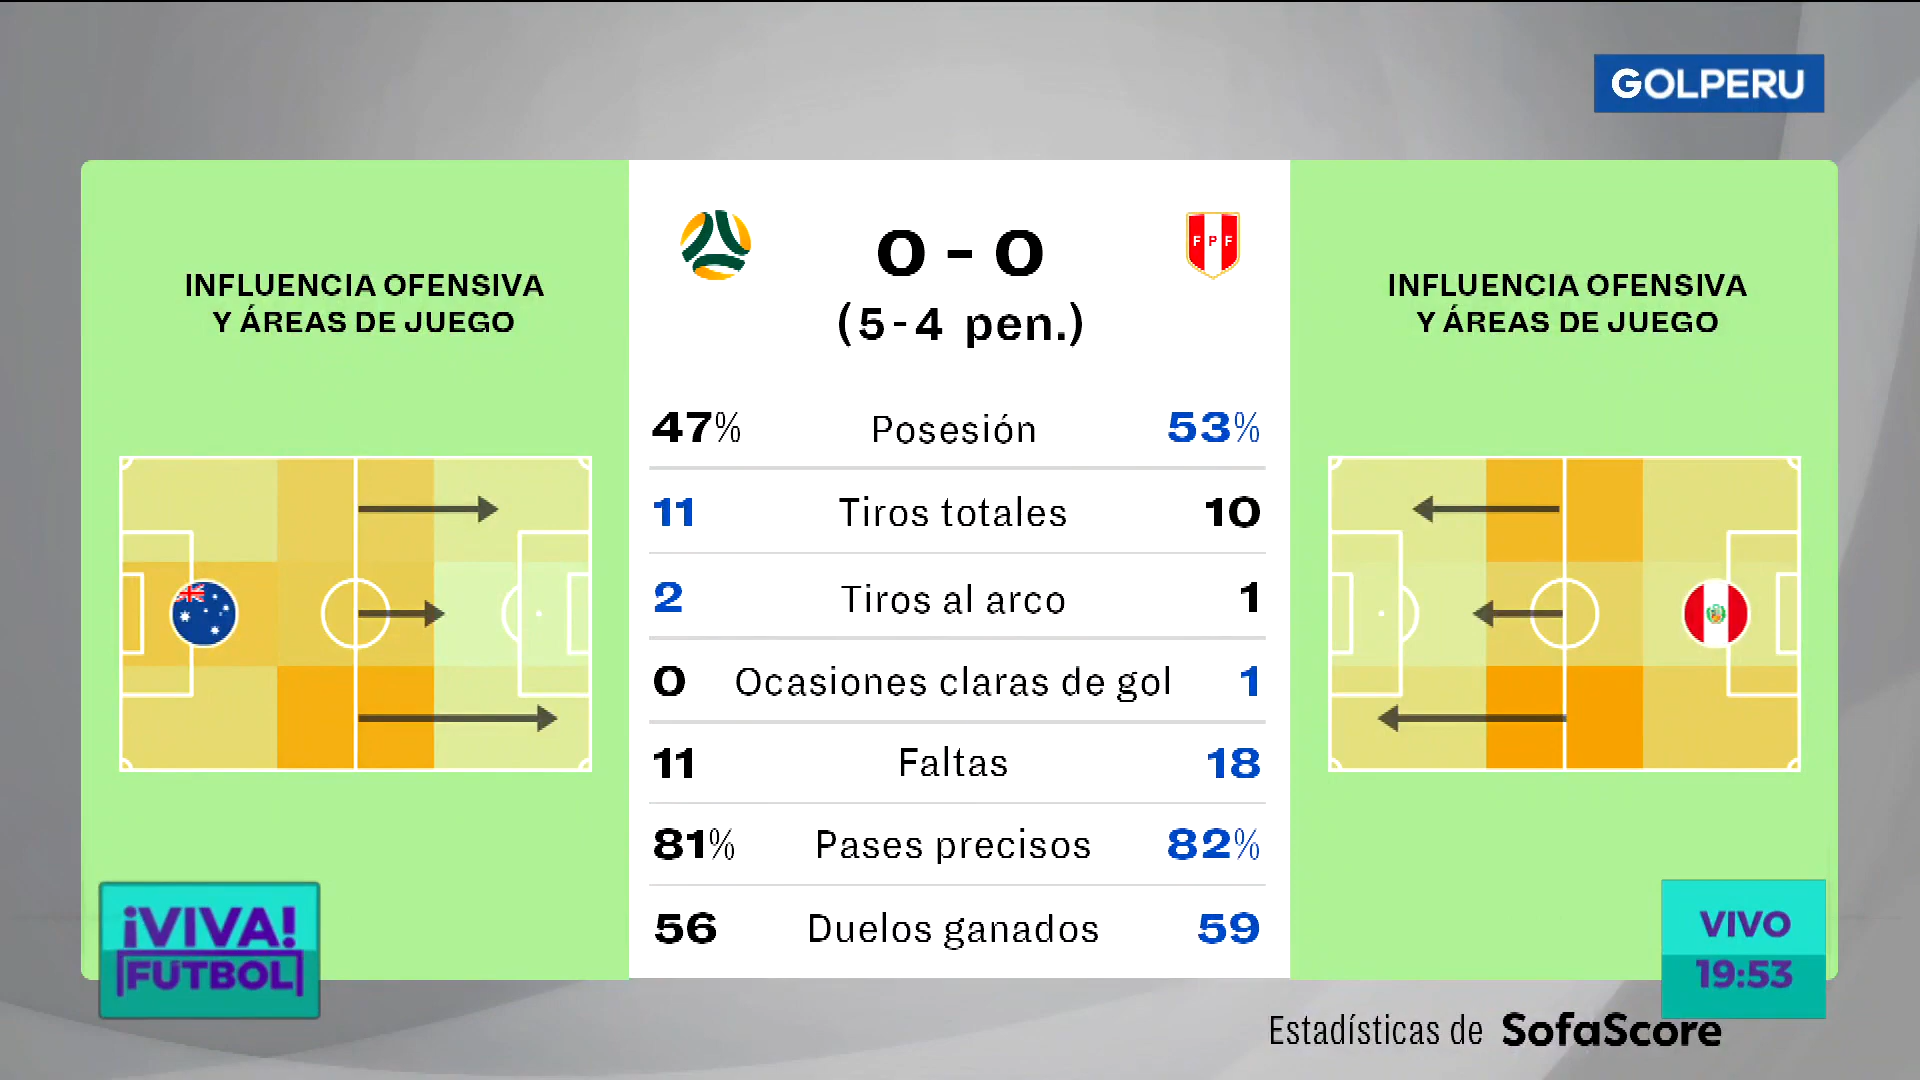 GOLPERU
INFLUENCIA OFENSIVA
Y ÁREAS DE JUEGO
0 - 0
FPF
(5-4 pen.)
47% Posesión 53%
11 Tiros totales 10
2 Tiros al arco 1
0 Ocasiones claras de gol 1
11 Faltas 18
81% Pases precisos 82%
56 Duelos ganados 59
INFLUENCIA OFENSIVA
Y ÁREAS DE JUEGO
¡VIVA!
FUTBOL
VIVO
19:53
Estadísticas de SofaScore